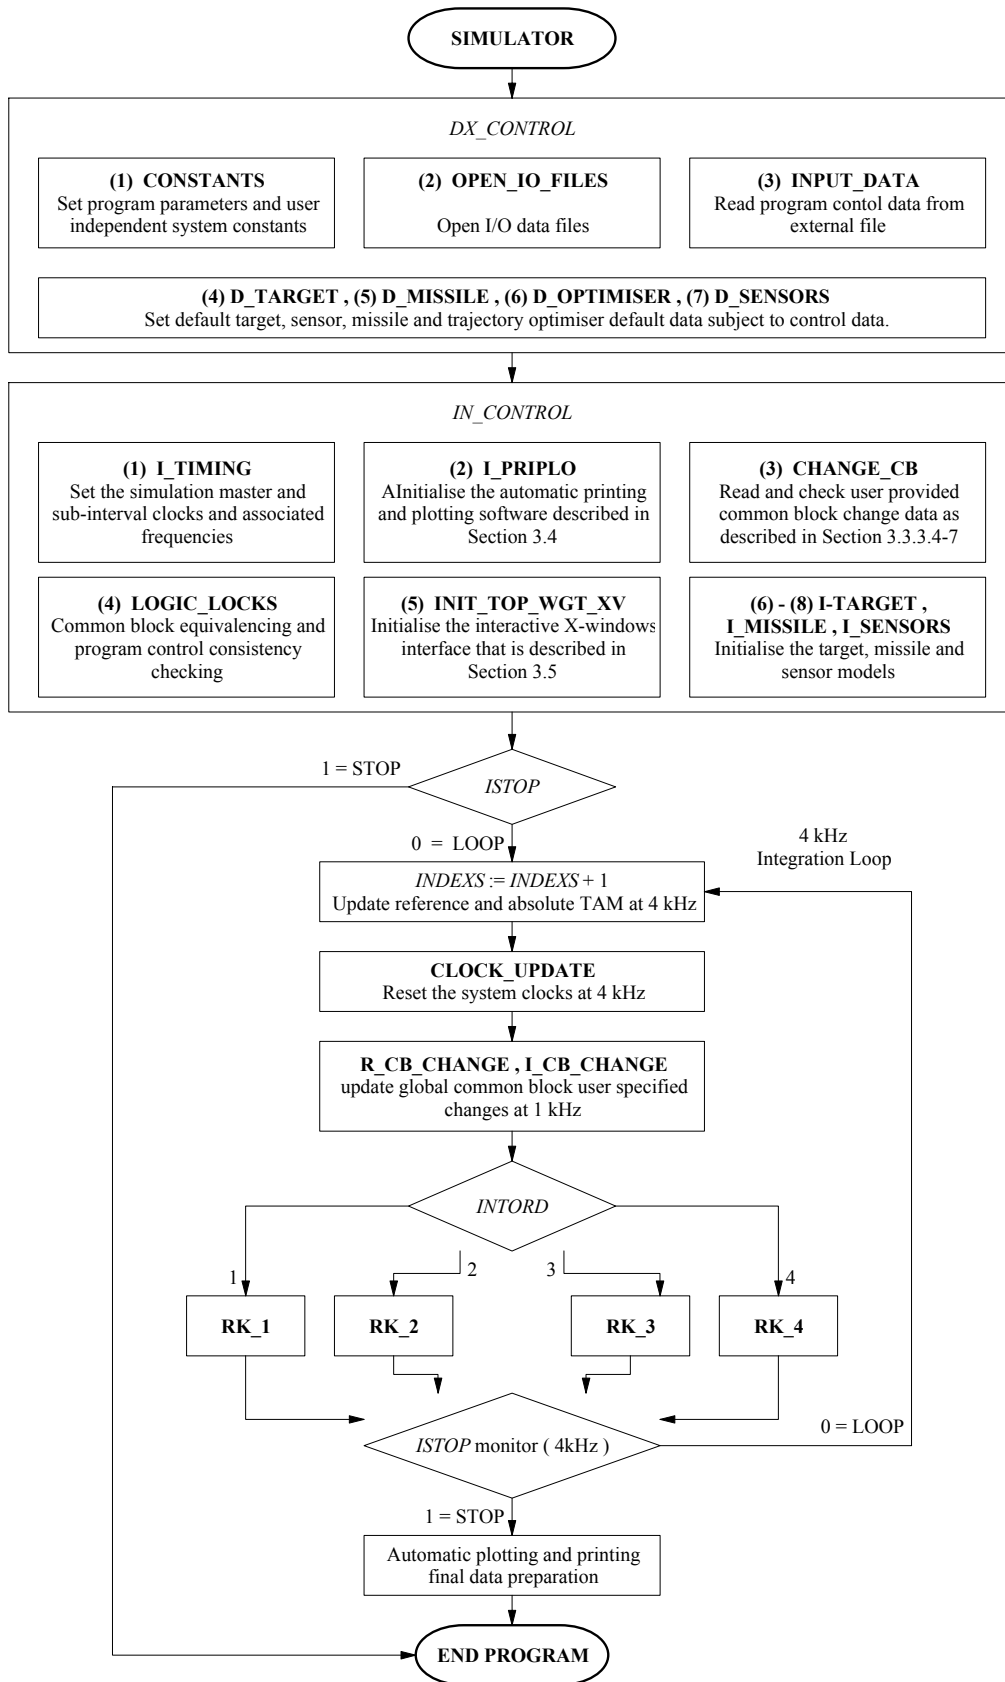 SIMULATOR
DX_CONTROL
(1) CONSTANTS
Set program parameters and user
independent system constants
(2) OPEN_IO_FILES
Open I/O data files
(3) INPUT_DATA
Read program contol data from
external file
(4) D_TARGET , (5) D_MISSILE , (6) D_OPTIMISER , (7) D_SENSORS
Set default target, sensor, missile and trajectory optimiser default data subject to control data.
IN_CONTROL
(1) I_TIMING
Set the simulation master and
sub-interval clocks and associated
frequencies
(2) I_PRIPLO
AInitialise the automatic printing
and plotting software described in
Section 3.4
(3) CHANGE_CB
Read and check user provided
common block change data as
described in Section 3.3.3.4-7
(4) LOGIC_LOCKS
Common block equivalencing and
program control consistency
checking
(5) INIT_TOP_WGT_XV
Initialise the interactive X-windows
interface that is described in
Section 3.5
(6) - (8) I-TARGET ,
I_MISSILE , I_SENSORS
Initialise the target, missile and
sensor models
1 = STOP
ISTOP
0 = LOOP
4 kHz
Integration Loop
INDEXS := INDEXS + 1
Update reference and absolute TAM at 4 kHz
CLOCK_UPDATE
Reset the system clocks at 4 kHz
R_CB_CHANGE , I_CB_CHANGE
update global common block user specified
changes at 1 kHz
INTORD
1
2
3
4
RK_1
RK_2
RK_3
RK_4
ISTOP monitor ( 4kHz )
0 = LOOP
1 = STOP
Automatic plotting and printing
final data preparation
END PROGRAM